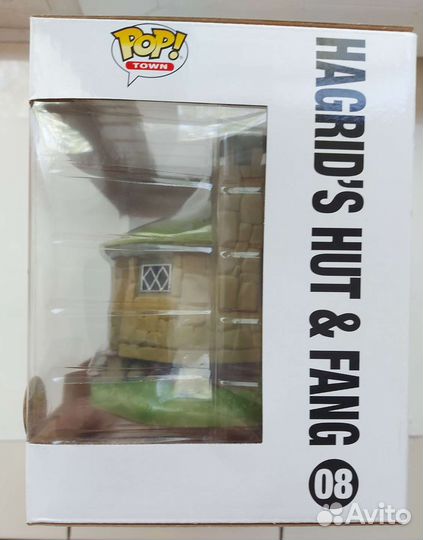 POP!
TOWN
HAGRID'S HUT & FANG 08
Avito